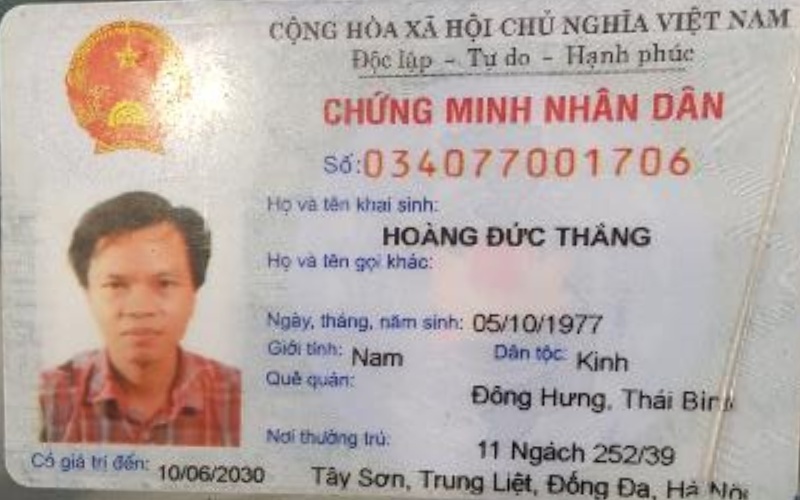 CỘNG HÒA XÃ HỘI CHỦ NGHĨA VIỆT NAM
Độc lập - Tự do - Hạnh phúc
CHỨNG MINH NHÂN DÂN
Số: 034077001706
Họ và tên khai sinh:
HOÀNG ĐỨC THẮNG
Họ và tên gọi khác:
Ngày, tháng, năm sinh: 05/10/1977
Giới tính: Nam Dân tộc: Kinh
Quê quán:
Đông Hưng, Thái Bình
Nơi thường trú: 11 Ngách 252/39
Tây Sơn, Trung Liệt, Đống Đa, Hà Nội
Có giá trị đến: 10/06/2030